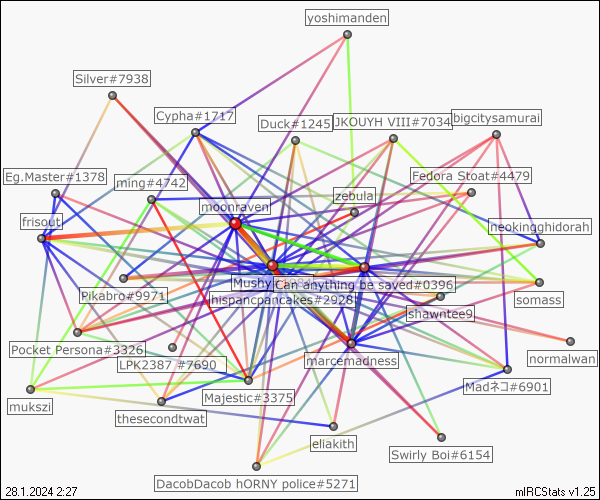 yoshimanden
Silver#7938
Cypha#1717
Duck#1245
JKOUYH VIII#7034
bigcitysamurai
Eg.Master#1378
ming#4742
Fedora Stoat#4479
zebula
moonraven
frisout
neokingghidorah
Mushy
Can anything be saved#0396
Pikabro#9971
hispancpancakes#2928
somass
shawntee9
Pocket Persona#3326
LPK2387 #7690
marcemadness
normalwan
Majestic#3375
Madネコ#6901
mukszi
thesecondtwat
eliakith
Swirly Boi#6154
DacobDacob hORNY police#5271
28.1.2024 2:27
mIRCStats v1.25